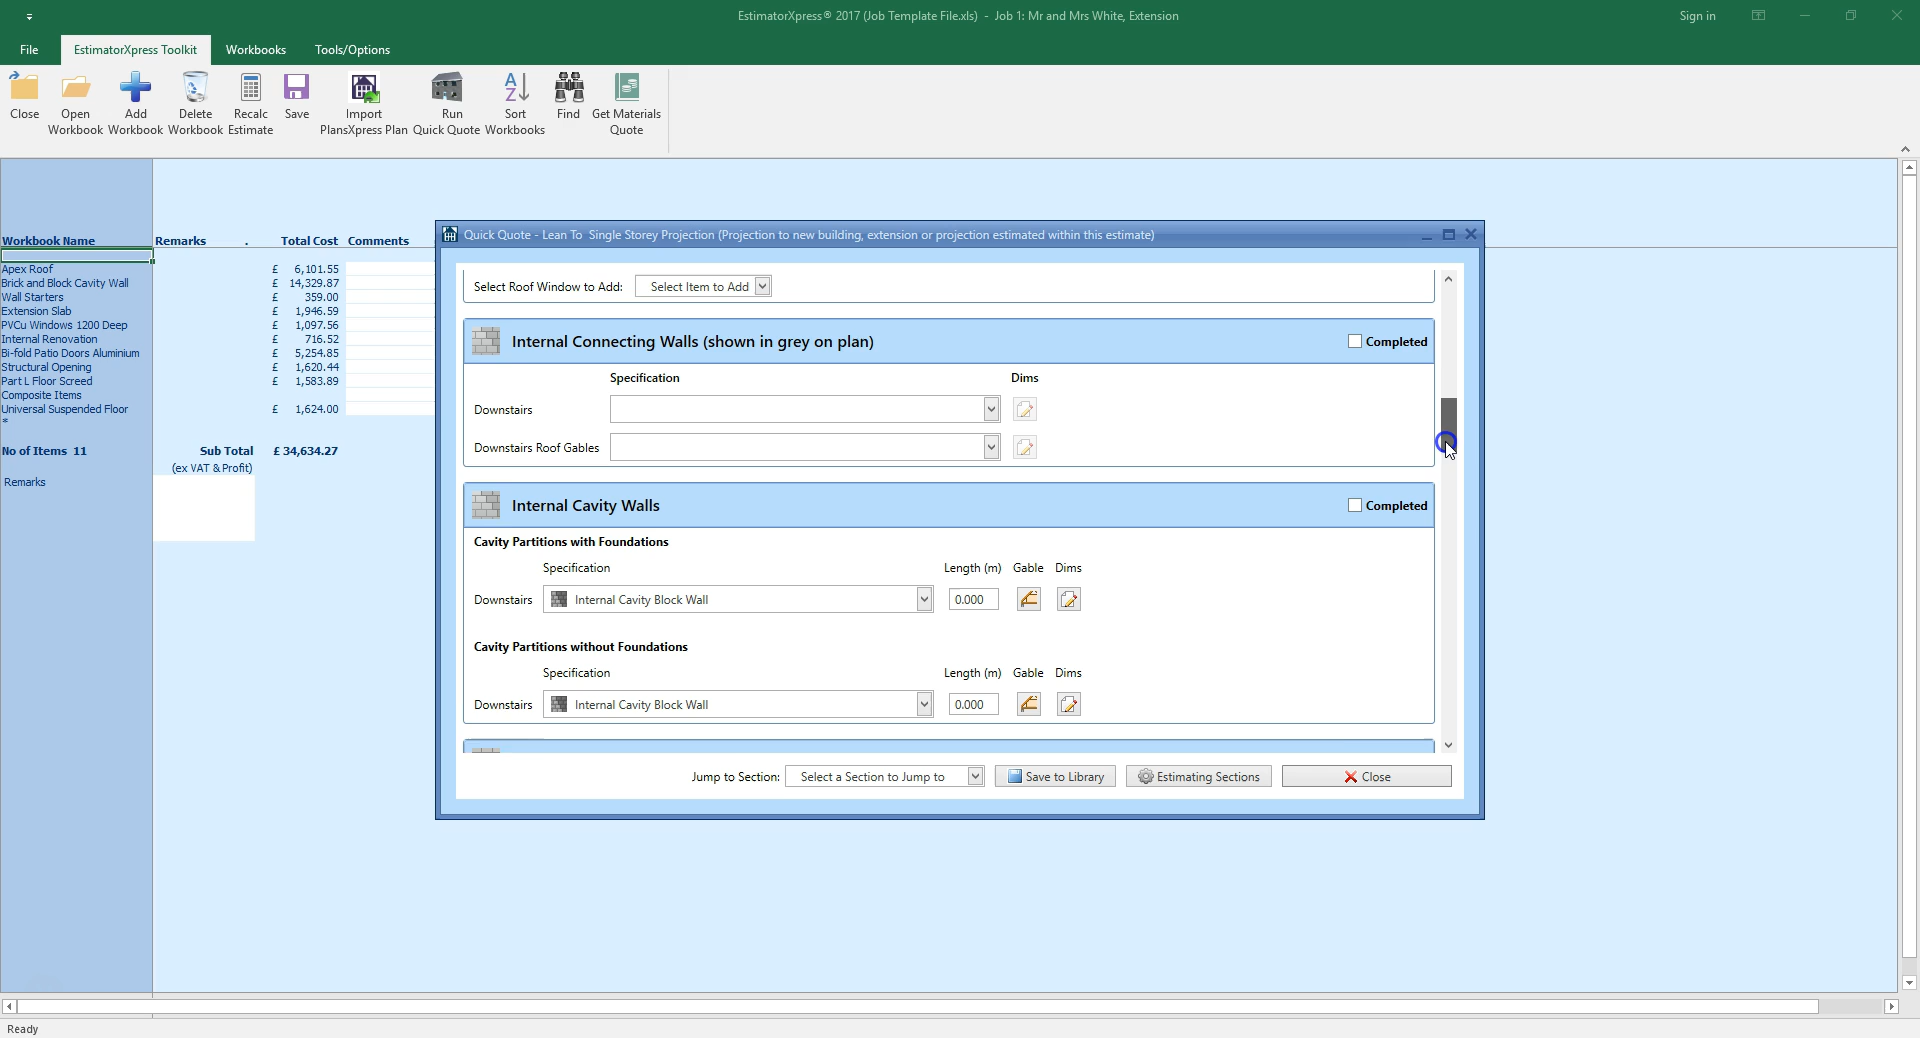 EstimatorXpress® 2017 (Job Template File.xls) - Job 1: Mr and Mrs White, Extension
Sign in
File
EstimatorXpress Toolkit
Workbooks
Tools/Options
Close
Open Workbook
Add Workbook
Delete Workbook
Recalc Estimate
Save
Import PlansXpress Plan
Run Quick Quote
Sort Workbooks
Find
Get Materials Quote
Workbook Name Remarks . Total Cost Comments
Apex Roof £ 6,101.55
Brick and Block Cavity Wall £ 14,329.87
Wall Starters £ 359.00
Extension Slab £ 1,946.59
PVCu Windows 1200 Deep £ 1,097.56
Internal Renovation £ 716.52
Bi-fold Patio Doors Aluminium £ 5,254.85
Structural Opening £ 1,620.44
Part L Floor Screed £ 1,583.89
Composite Items
Universal Suspended Floor £ 1,624.00
*
No of Items 11 Sub Total £ 34,634.27
(ex VAT & Profit)
Remarks
Quick Quote - Lean To Single Storey Projection (Projection to new building, extension or projection estimated within this estimate)
Select Roof Window to Add: Select Item to Add
Internal Connecting Walls (shown in grey on plan) Completed
Specification Dims
Downstairs
Downstairs Roof Gables
Internal Cavity Walls Completed
Cavity Partitions with Foundations
Specification Length (m) Gable Dims
Downstairs Internal Cavity Block Wall 0.000
Cavity Partitions without Foundations
Specification Length (m) Gable Dims
Downstairs Internal Cavity Block Wall 0.000
Jump to Section: Select a Section to Jump to Save to Library Estimating Sections Close
Ready